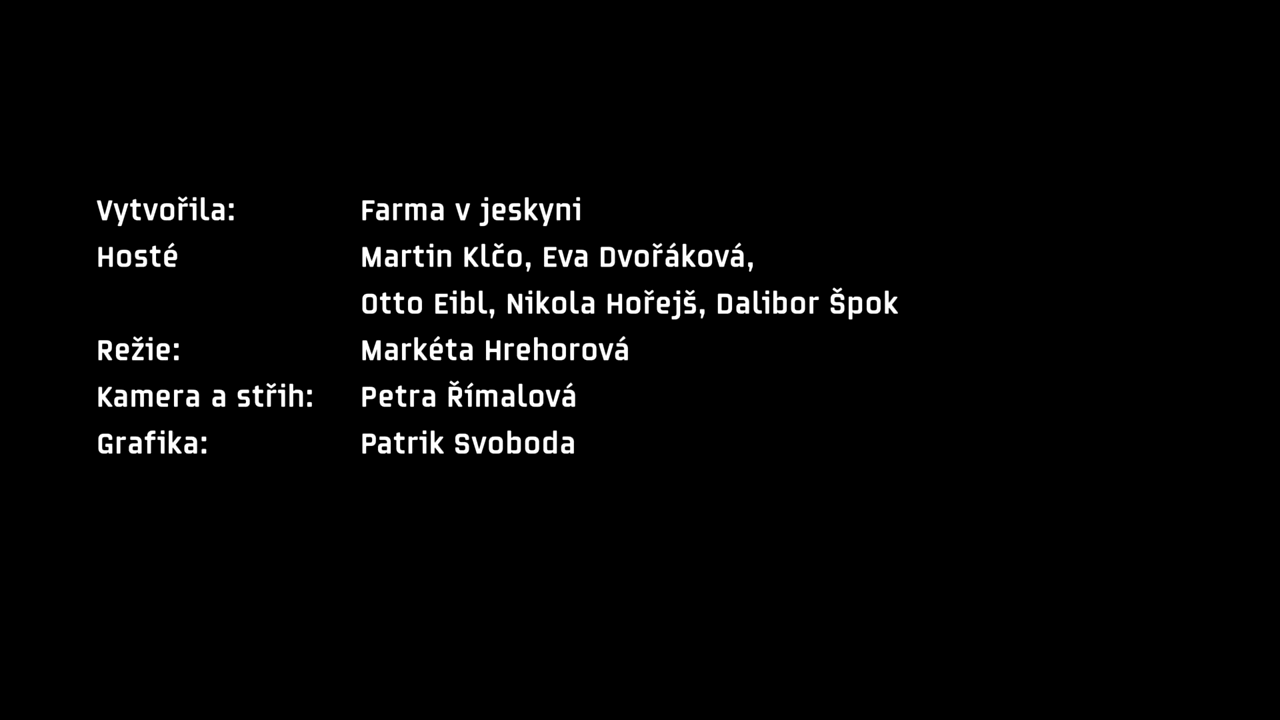 Vytvořila: Farma v jeskyni
Hosté Martin Klčo, Eva Dvořáková,
Otto Eibl, Nikola Hořejš, Dalibor Špok
Režie: Markéta Hrehorová
Kamera a střih: Petra Římalová
Grafika: Patrik Svoboda